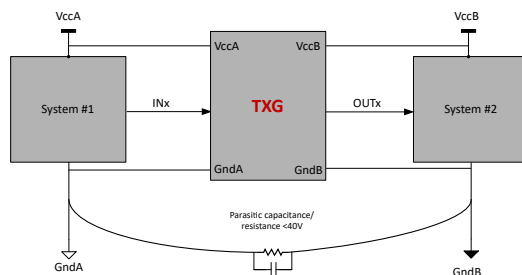 VccA
VccB
VccA
VccB
System #1
INx
TXG
OUTx
System #2
GndA
GndB
Parasitic capacitance/
resistance <40V
GndA
GndB